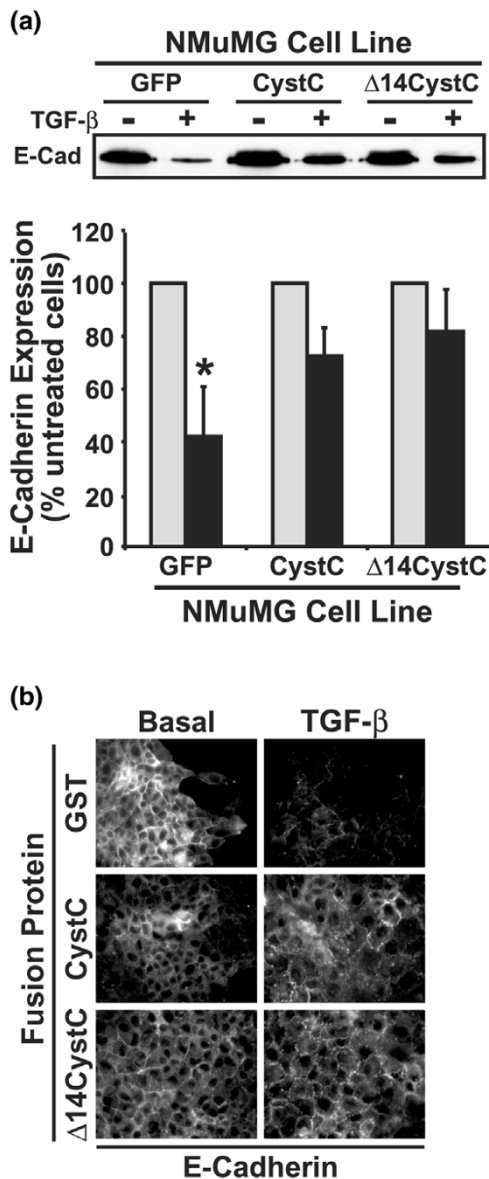 (a)
NMuMG Cell Line
GFP CystC Δ14CystC
TGF-β - + - + - +
E-Cad
E-Cadherin Expression
(% untreated cells)
120
100
80
60
40
20
0
*
GFP CystC Δ14CystC
NMuMG Cell Line
(b)
Basal TGF-β
Fusion Protein
GST
CystC
Δ14CystC
E-Cadherin